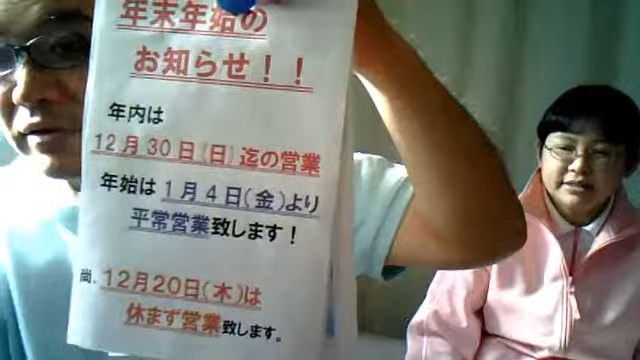 年末年始の
お知らせ！！
年内は
12月30日(日)迄の営業
年始は1月4日(金)より
平常営業致します！
尚、12月20日(木)は
休まず営業致します。